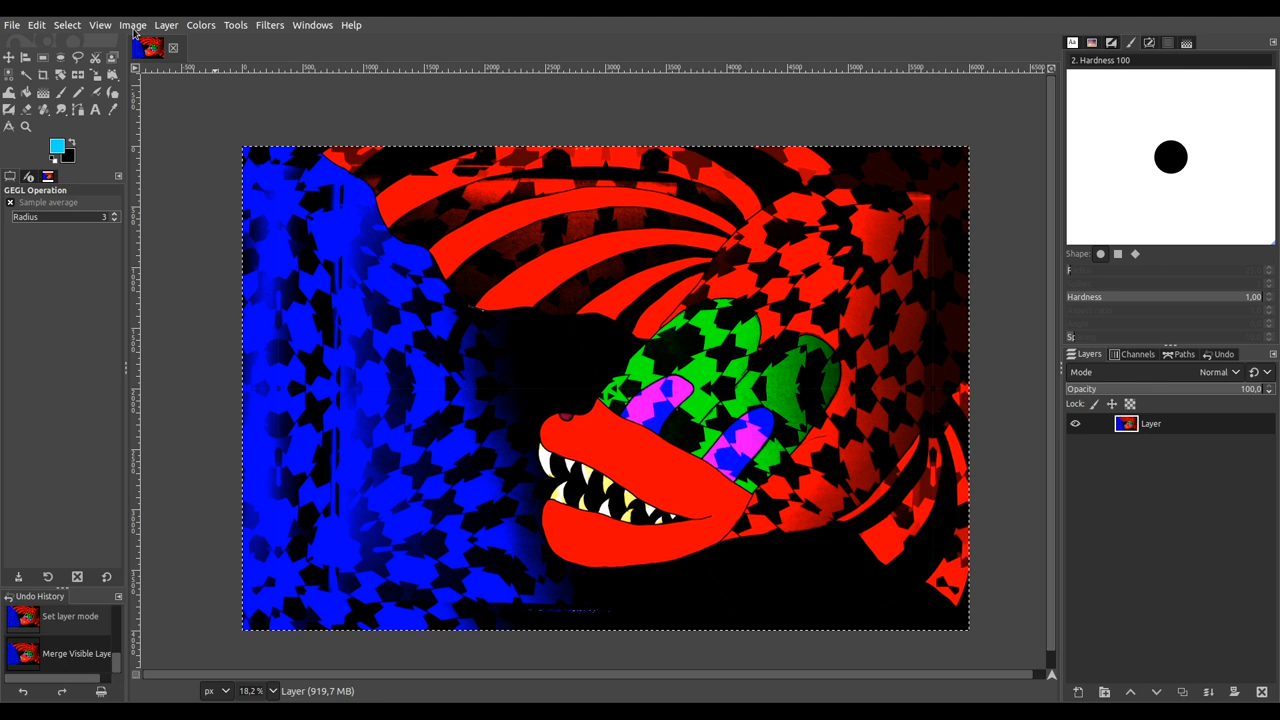 File Edit Select View Image Layer Colors Tools Filters Windows Help
GEGL Operation
Sample average
Radius 3
Undo History
Set layer mode
Merge Visible Laye
px 18,2 % Layer (919,7 MB)
2. Hardness 100
Shape:
Hardness 1,00
Layers Channels Paths Undo
Mode Normal
Opacity 100,0
Lock:
Layer